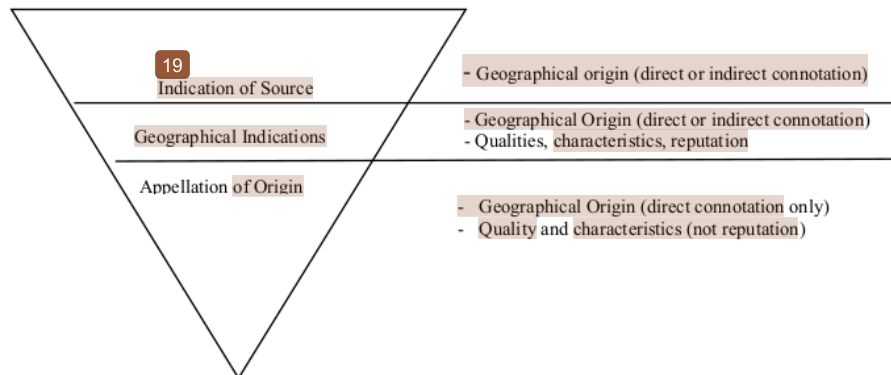 19
Indication of Source
- Geographical origin (direct or indirect connotation)
Geographical Indications
- Geographical Origin (direct or indirect connotation)
- Qualities, characteristics, reputation
Appellation of Origin
- Geographical Origin (direct connotation only)
- Quality and characteristics (not reputation)